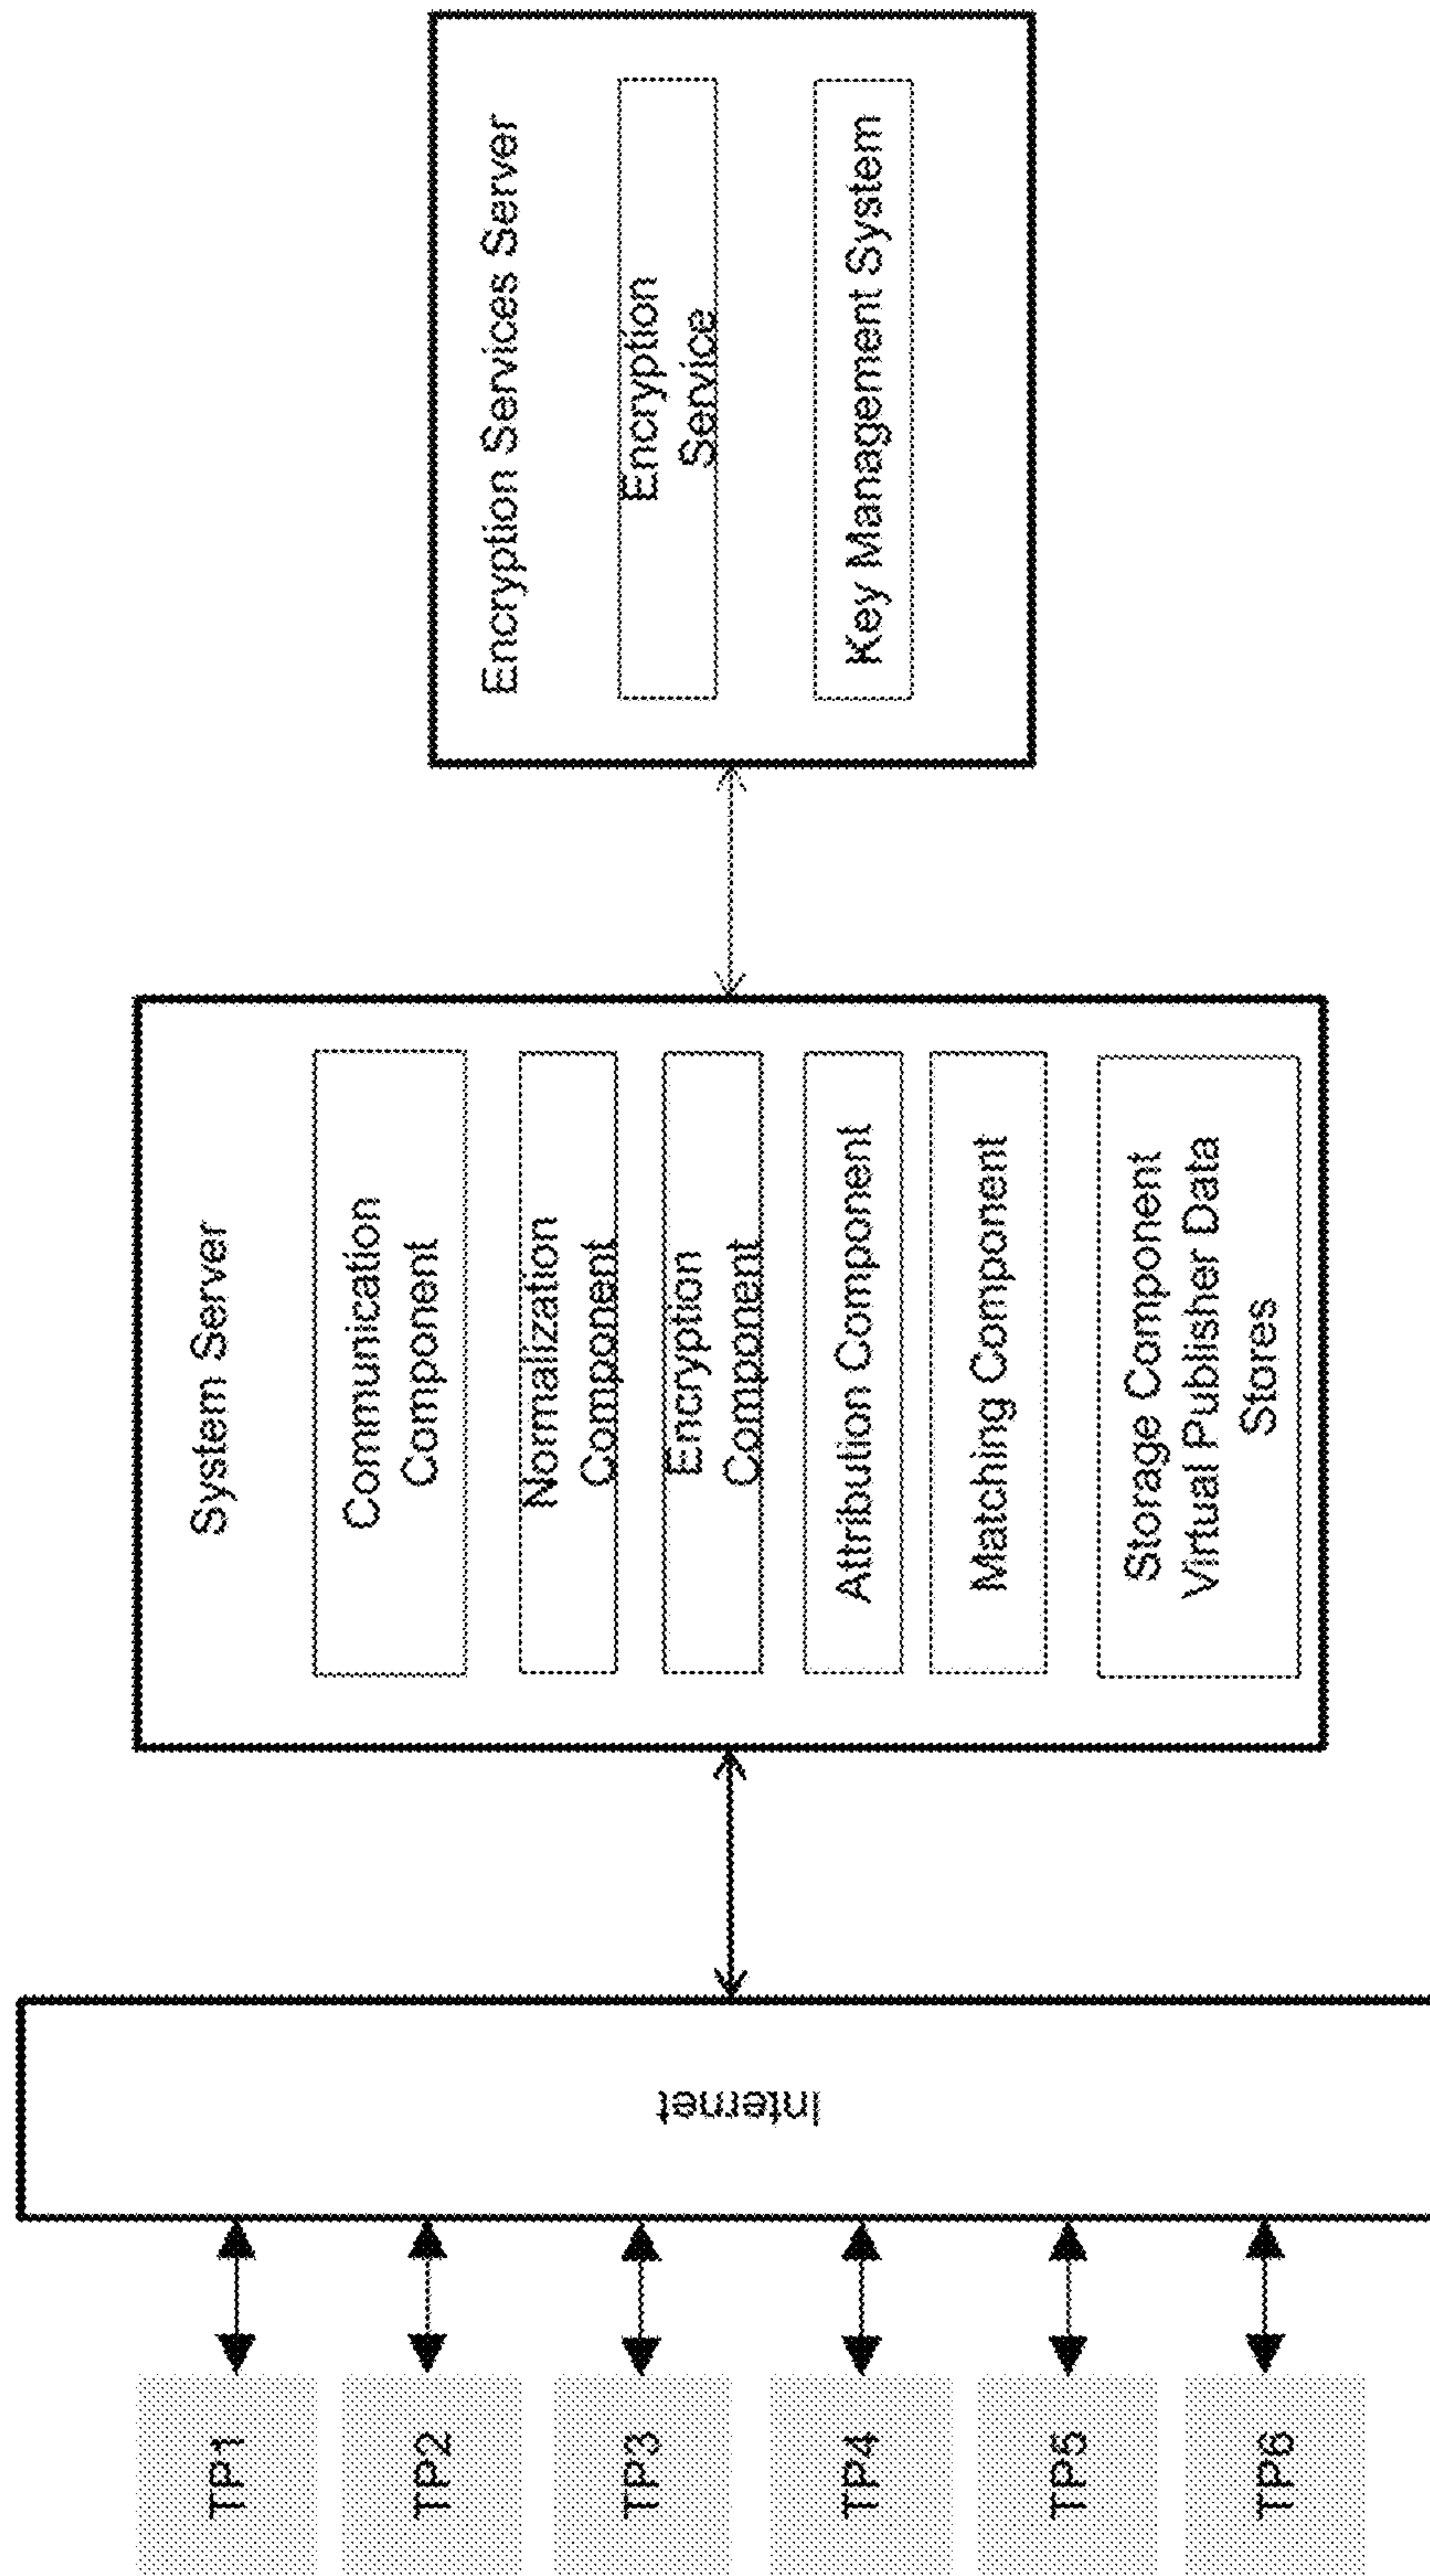 TP1
TP2
TP3
TP4
TP5
TP6
Internet
System Server
Communication
Component
Normalization
Component
Encryption
Component
Attribution Component
Matching Component
Storage Component
Virtual Publisher Data
Stores
Encryption Services Server
Encryption
Service
Key Management System